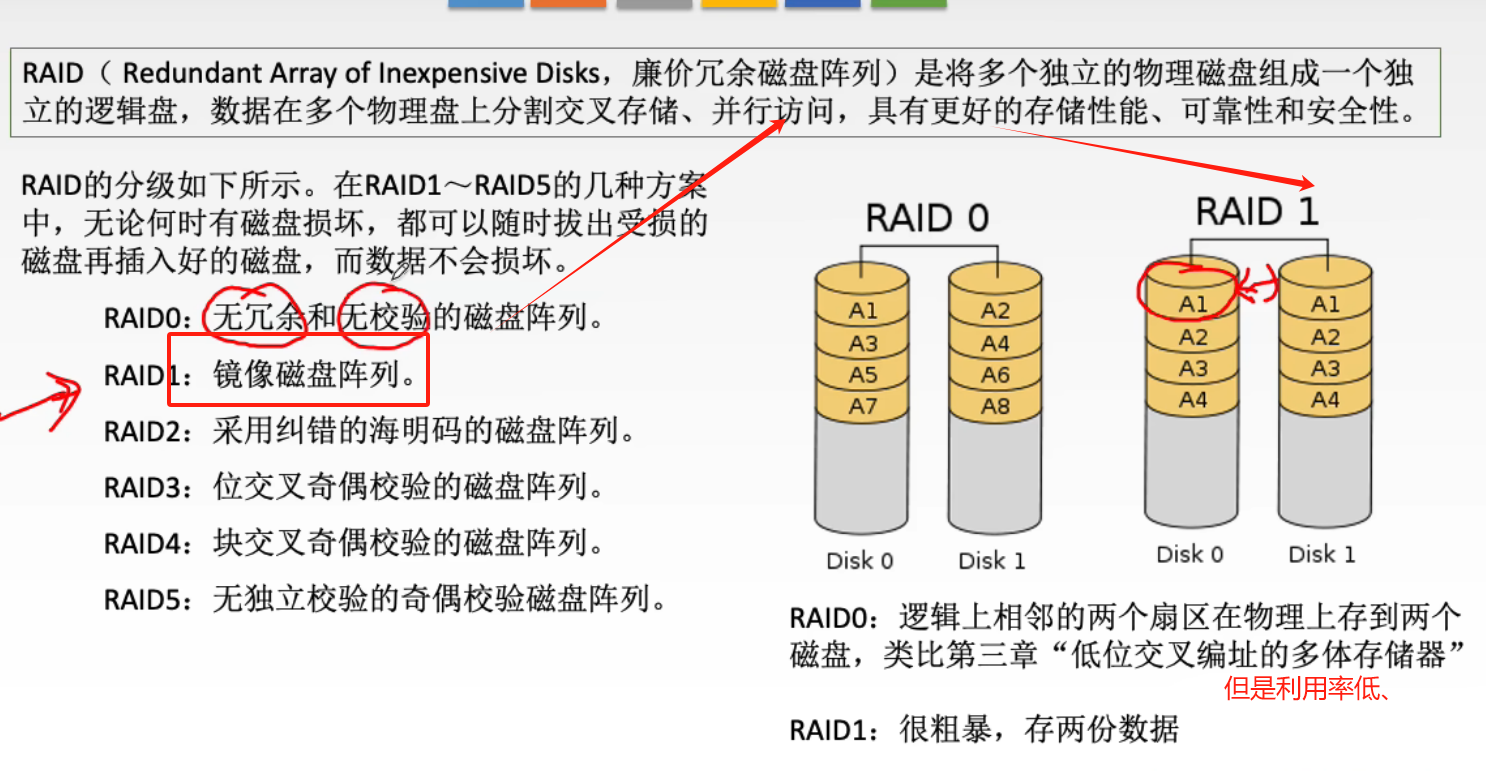 RAID（ Redundant Array of Inexpensive Disks，廉价冗余磁盘阵列）是将多个独立的物理磁盘组成一个独
立的逻辑盘，数据在多个物理盘上分割交叉存储、并行访问，具有更好的存储性能、可靠性和安全性。
RAID的分级如下所示。在RAID1～RAID5的几种方案
中，无论何时有磁盘损坏，都可以随时拔出受损的
磁盘再插入好的磁盘，而数据不会损坏。
RAID0：无冗余和无校验的磁盘阵列。
RAID1：镜像磁盘阵列。
RAID2：采用纠错的海明码的磁盘阵列。
RAID3：位交叉奇偶校验的磁盘阵列。
RAID4：块交叉奇偶校验的磁盘阵列。
RAID5：无独立校验的奇偶校验磁盘阵列。
RAID 0
A1 A2
A3 A4
A5 A6
A7 A8
Disk 0 Disk 1
RAID 1
A1 A1
A2 A2
A3 A3
A4 A4
Disk 0 Disk 1
RAID0：逻辑上相邻的两个扇区在物理上存到两个
磁盘，类比第三章“低位交叉编址的多体存储器”
但是利用率低、
RAID1：很粗暴，存两份数据